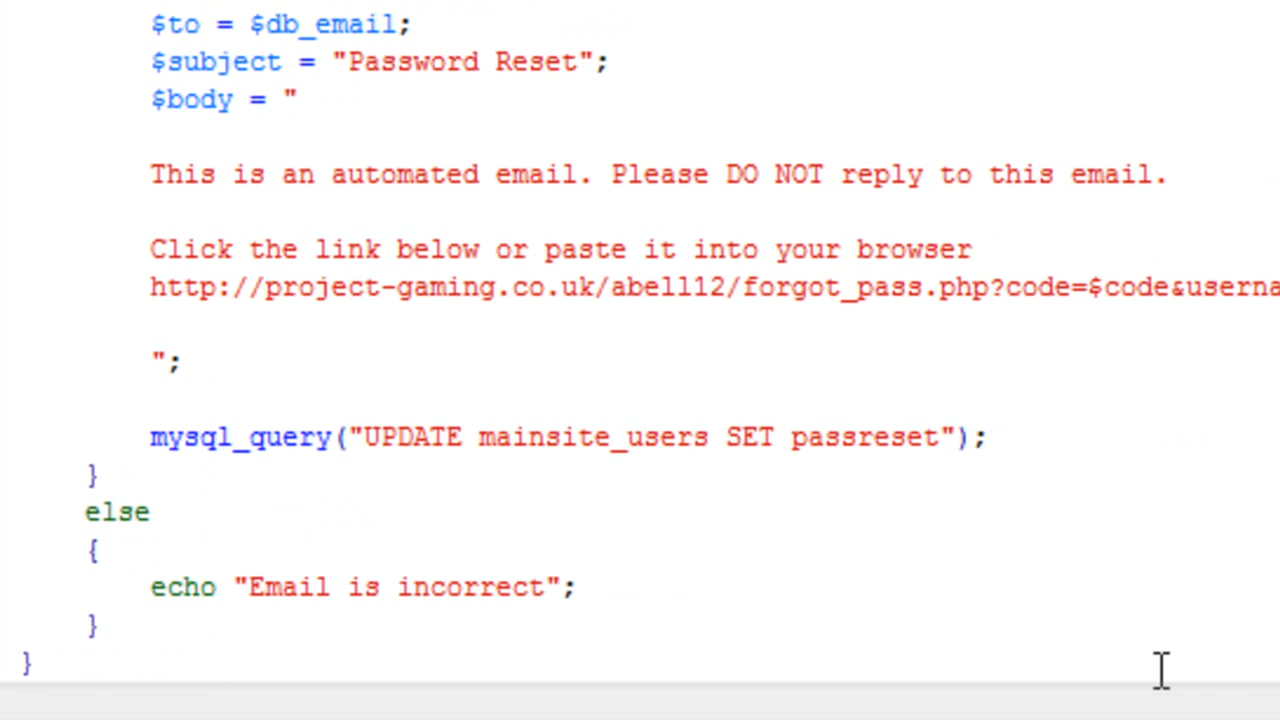 $to = $db_email;
$subject = "Password Reset";
$body = "
This is an automated email. Please DO NOT reply to this email.
Click the link below or paste it into your browser
http://project-gaming.co.uk/abell12/forgot_pass.php?code=$code&userna
";
mysql_query("UPDATE mainsite_users SET passreset");
}
else
{
echo "Email is incorrect";
}
}